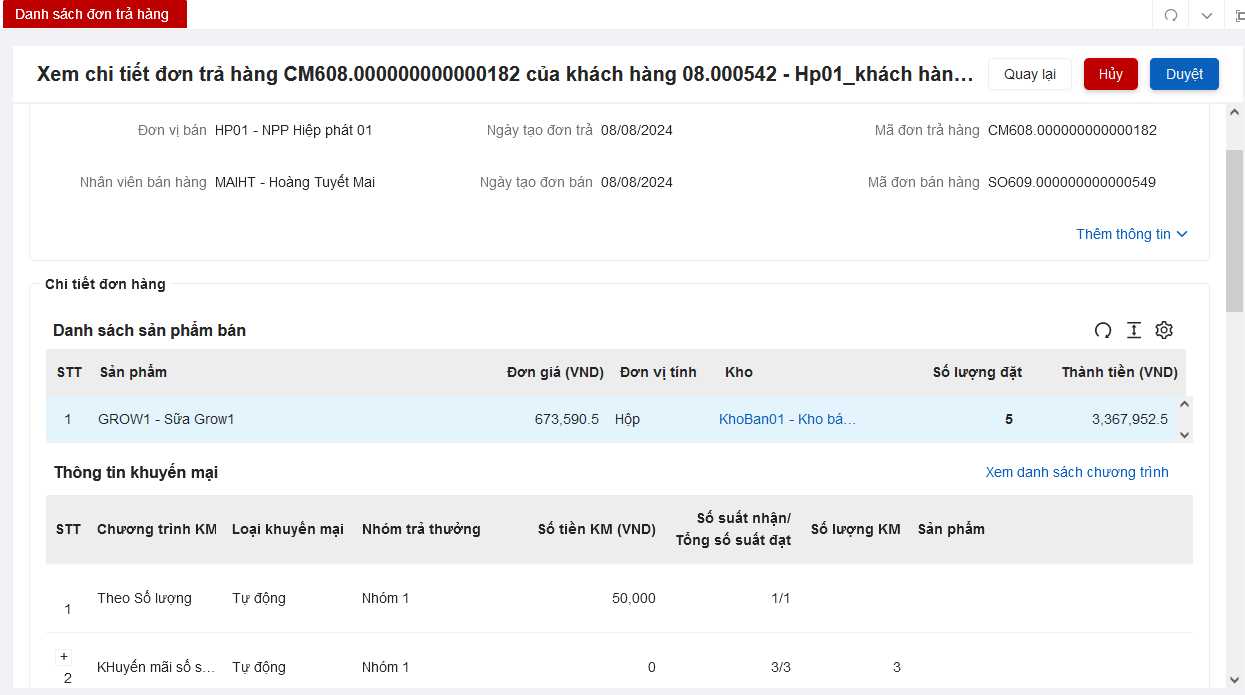 Danh sách đơn trả hàng
Xem chi tiết đơn trả hàng CM608.000000000000182 của khách hàng 08.000542 - Hp01_khách hàn... Quay lại Hủy Duyệt
Đơn vị bán HP01 - NPP Hiệp phát 01 Ngày tạo đơn trả 08/08/2024 Mã đơn trả hàng CM608.000000000000182
Nhân viên bán hàng MAIHT - Hoàng Tuyết Mai Ngày tạo đơn bán 08/08/2024 Mã đơn bán hàng SO609.000000000000549
Thêm thông tin
Chi tiết đơn hàng
Danh sách sản phẩm bán
STT Sản phẩm Đơn giá (VND) Đơn vị tính Kho Số lượng đặt Thành tiền (VND)
1 GROW1 - Sữa Grow1 673,590.5 Hộp KhoBan01 - Kho bá... 5 3,367,952.5
Thông tin khuyến mại Xem danh sách chương trình
STT Chương trình KM Loại khuyến mại Nhóm trả thưởng Số tiền KM (VND) Số suất nhận/ Tổng số suất đạt Số lượng KM Sản phẩm
1 Theo Số lượng Tự động Nhóm 1 50,000 1/1
+
2 KHuyến mãi số s... Tự động Nhóm 1 0 3/3 3